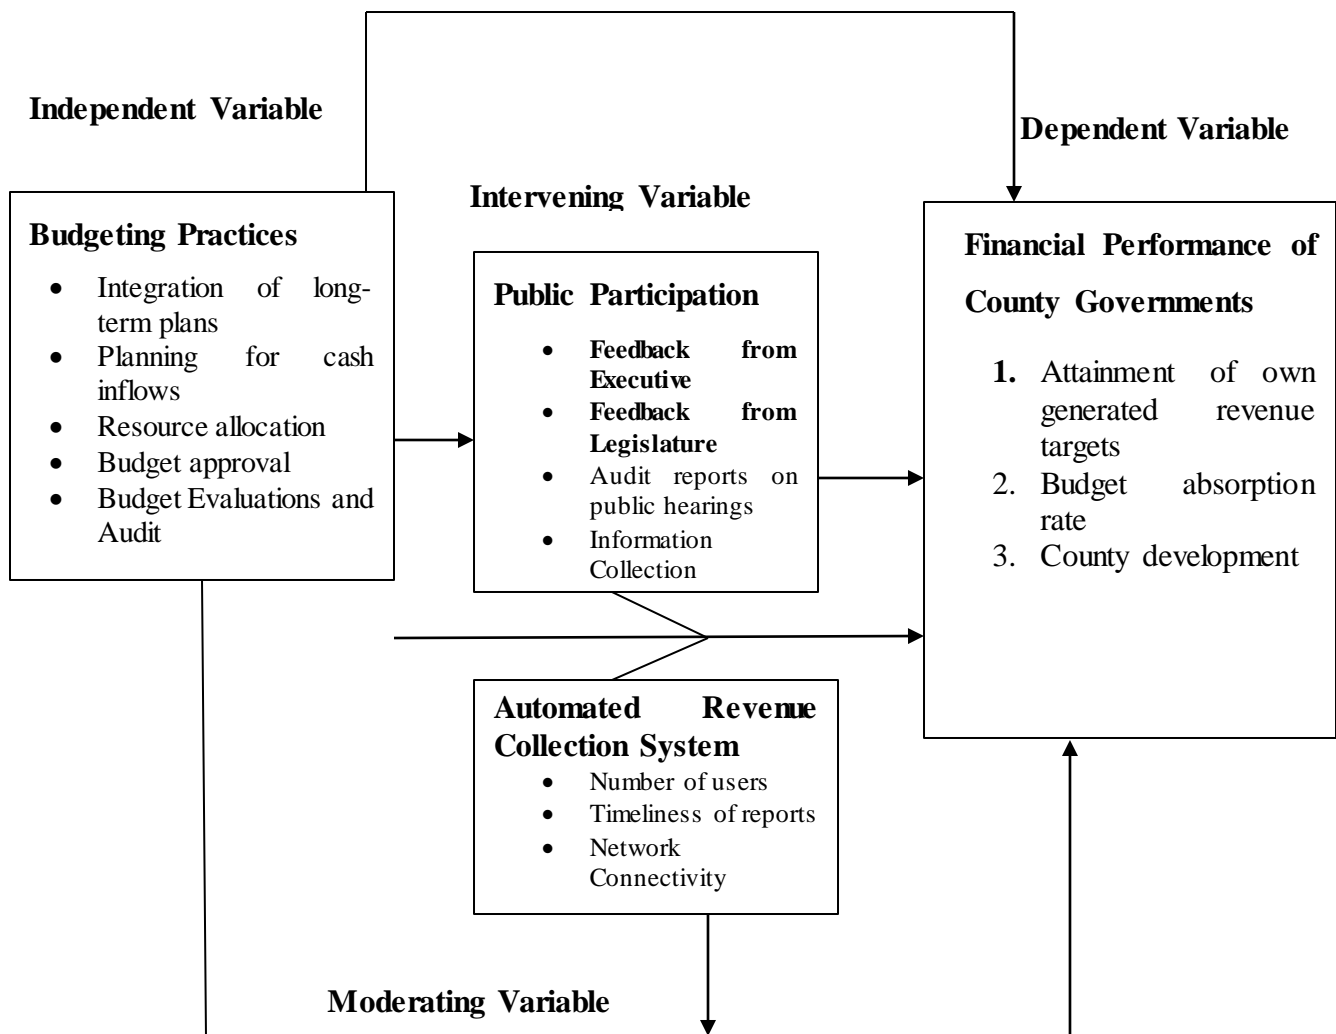 Independent Variable
Dependent Variable
Intervening Variable
Budgeting Practices
• Integration of long-
term plans
• Planning for cash
inflows
• Resource allocation
• Budget approval
• Budget Evaluations and
Audit
Public Participation
• Feedback from
Executive
• Feedback from
Legislature
• Audit reports on
public hearings
• Information
Collection
Financial Performance of
County Governments
1. Attainment of own
generated revenue
targets
2. Budget absorption
rate
3. County development
Automated Revenue
Collection System
• Number of users
• Timeliness of reports
• Network
Connectivity
Moderating Variable